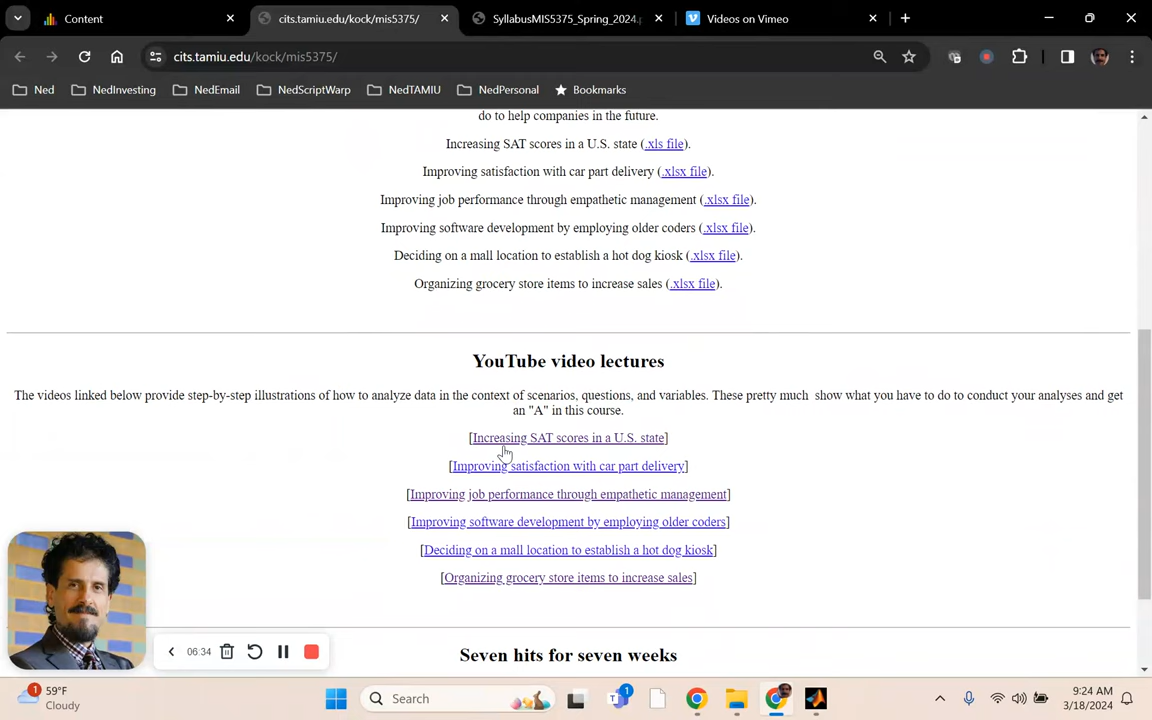 Content
cits.tamiu.edu/kock/mis5375/
SyllabusMIS5375_Spring_2024.
Videos on Vimeo
cits.tamiu.edu/kock/mis5375/
Ned
NedInvesting
NedEmail
NedScriptWarp
NedTAMIU
NedPersonal
Bookmarks
do to help companies in the future.
Increasing SAT scores in a U.S. state (.xls file).
Improving satisfaction with car part delivery (.xlsx file).
Improving job performance through empathetic management (.xlsx file).
Improving software development by employing older coders (.xlsx file).
Deciding on a mall location to establish a hot dog kiosk (.xlsx file).
Organizing grocery store items to increase sales (.xlsx file).
YouTube video lectures
The videos linked below provide step-by-step illustrations of how to analyze data in the context of scenarios, questions, and variables. These pretty much show what you have to do to conduct your analyses and get
an "A" in this course.
[Increasing SAT scores in a U.S. state]
[Improving satisfaction with car part delivery]
[Improving job performance through empathetic management]
[Improving software development by employing older coders]
[Deciding on a mall location to establish a hot dog kiosk]
[Organizing grocery store items to increase sales]
06:34
Seven hits for seven weeks
1
59°F
Cloudy
Search
1
9:24 AM
3/18/2024